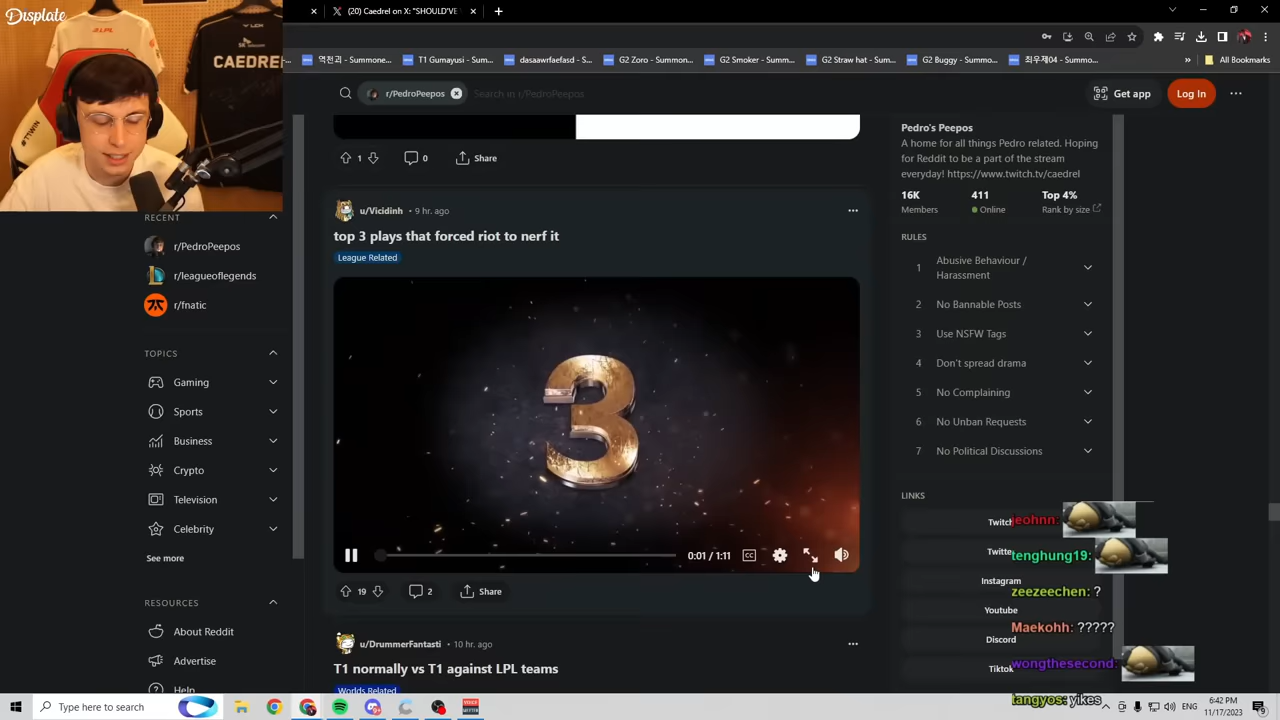 Displate
LPL
CAEDREL
TTWIN
(20) Caedrel on X: "SHOULD'VE
역천괴 - Summone...
T1 Gumayusi - Sum...
dasaawrfaefasd - S...
G2 Zoro - Summon...
G2 Smoker - Summ...
G2 Straw hat - Sum...
G2 Buggy - Summo...
최우제04 - Summo...
»
All Bookmarks
r/PedroPeepos
Search in r/PedroPeepos
Get app
Log In
RECENT
r/PedroPeepos
r/leagueoflegends
r/fnatic
TOPICS
Gaming
Sports
Business
Crypto
Television
Celebrity
See more
RESOURCES
About Reddit
Advertise
Help
1
0
Share
u/Vicidinh • 9 hr. ago
top 3 plays that forced riot to nerf it
League Related
3
0:01 / 1:11
CC
19
2
Share
u/DrummerFantasti • 10 hr. ago
T1 normally vs T1 against LPL teams
Worlds Related
Pedro's Peepos
A home for all things Pedro related. Hoping
for Reddit to be a part of the stream
everyday! https://www.twitch.tv/caedrel
16K 411 Top 4%
Members Online Rank by size
RULES
1 Abusive Behaviour /
Harassment
2 No Bannable Posts
3 Use NSFW Tags
4 Don't spread drama
5 No Complaining
6 No Unban Requests
7 No Political Discussions
LINKS
Twitch
Twitte
Instagram
Youtube
Discord
Tiktok
jeohnn:
tenghung19:
zeezeechen: ?
Maekohh: ?????
wongthesecond:
tangyos: yikes
Type here to search
ENG
6:42 PM
11/17/2023